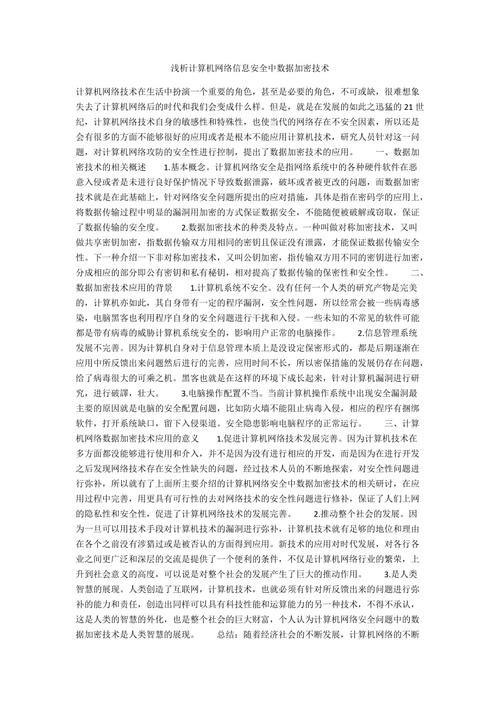 浅析计算机网络信息安全中数据加密技术
计算机网络技术在生活中扮演一个重要的角色，甚至是必要的角色，不可或缺，很难想象
失去了计算机网络后的时代和我们会变成什么样。但是，就是在发展的如此之迅猛的 21 世
纪，计算机网络技术自身的敏感性和特殊性，也使当代的网络存在不安全因素，所以还是
会有很多的方面不能够很好的应用或者是根本不能应用计算机技术，研究人员针对这一问
题，对计算机网络攻防的安全性进行控制，提出了数据加密技术的应用。 一、数据加
密技术的相关概述 1.基本概念。计算机网络安全是指网络系统中的各种硬件软件在恶
意入侵或者是未进行良好保护情况下导致数据泄露，破坏或者被更改的问题，而数据加密
技术就是在此基础上，针对网络安全问题所提出的应对措施，具体是指在密码学的应用上，
将数据传输过程中明显的漏洞用加密的方式保证数据安全，不能随便被破解或窃取，保证
了数据传输的安全度。 2.数据加密技术的种类及特点。一种叫做对称加密技术，又叫
做共享密钥加密，指数据传输双方用相同的密钥且保证没有泄露，才能保证数据传输安全
性。下一种介绍一下非对称加密技术，又叫公钥加密，指传输双方用不同的密钥进行加密，
分成相应的部分即公有密钥和私有秘钥，相对提高了数据传输的保密性和安全性。 二、
数据加密技术应用的背景 1.计算机系统不安全。没有任何一个人类的研究产物是完美
的，计算机亦如此，其自身带有一定的程序漏洞，安全性问题，所以经常会被一些病毒感
染，电脑黑客也利用程序自身的安全问题进行干扰和入侵。一些未知的不常见的软件可能
都是带有病毒的威胁计算机系统安全的，影响用户正常的电脑操作。 2.信息管理系统
发展不完善。因为计算机自身对于信息管理本质上是没设定保密形式的，都是后期逐渐在
应用中所反馈出来问题然后进行的完善，应用时间不长，所以密保措施的发展仍存在问题，
给了病毒很大的可乘之机。黑客也就是在这样的环境下成长起来，针对计算机漏洞进行研
究，进行破译，壮大。 3.电脑操作配置不当。当前计算机操作系统中出现安全漏洞最
主要的原因就是电脑的安全配置问题，比如防火墙不能阻止病毒入侵，相应的程序有捆绑
软件，打开系统缺口，留下入侵渠道。安全隐患影响电脑程序的正常运行。 三、计算
机网络数据加密技术应用的意义 1.促进计算机网络技术发展完善。因为计算机技术在
多方面都没能够进行使用和介入，并不是因为没有进行相应的开发，而是因为在进行开发
之后发现网络技术存在安全性缺失的问题，经过技术人员的不断地探索，对安全性问题进
行弥补，所以就有了上面所主要介绍的计算机网络安全中数据加密技术的相关研讨，在应
用过程中完善，用更具有可行性的去对网络技术的安全性问题进行修补，保证了人们上网
的隐私性和安全性，促进了计算机网络技术的发展完善。 2.推动整个社会的发展。因
为一旦可以用技术手段对计算机技术的漏洞进行弥补，计算机技术就有足够的地位和理由
在各个之前没有涉猎过或是被否认的方面得到应用。新技术的应用对时代发展，对各行各
业之间更广泛和深层的交流是提供了一个便利的条件，不仅是计算机网络行业的繁荣，上
升到社会意义的高度，可以说是对整个社会的发展产生了巨大的推动作用。 3.是人类
智慧的展现。人类创造了互联网，计算机技术，也就必须有针对所反馈出来的问题进行弥
补的能力和责任，创造出同样可以具有科技性能和运算能力的另一种技术，不得不承认，
这是人类的智慧的外化，也是整个社会的巨大财富，个人认为计算机网络安全问题中的数
据加密技术是人类智慧的展现。 总结：随着经济社会的不断发展，计算机网络的不断